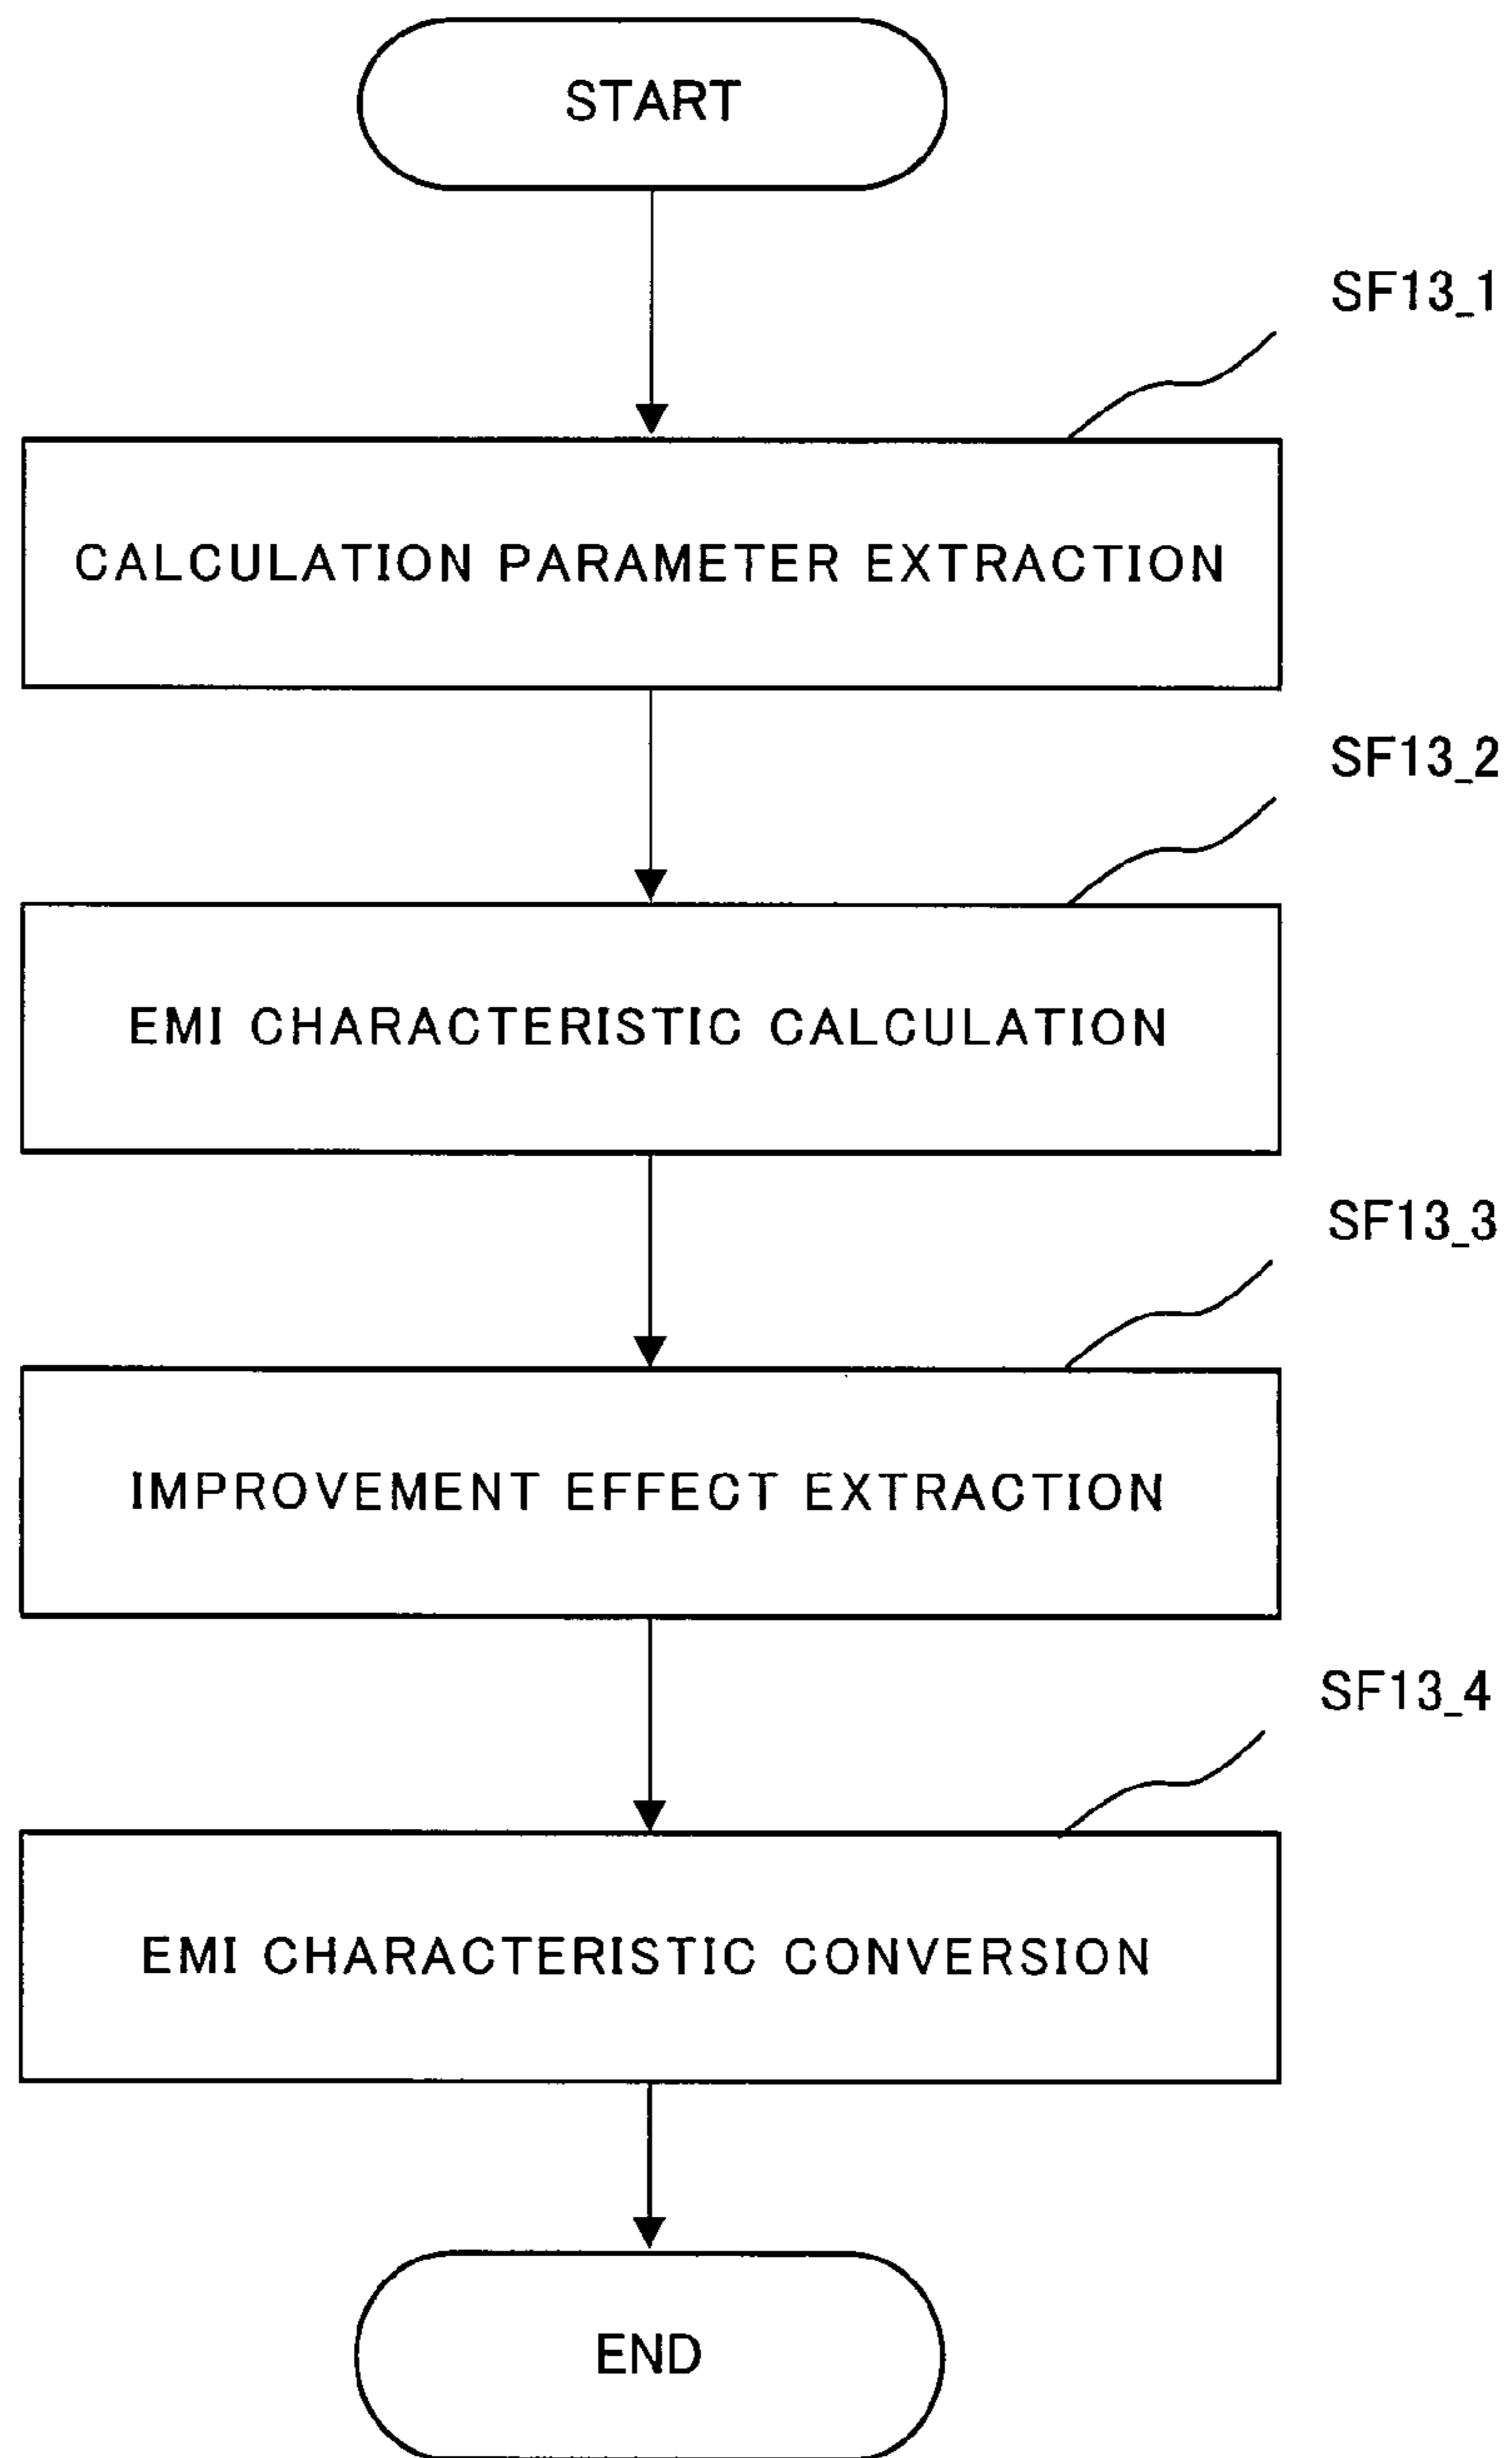 START
SF13_1
CALCULATION PARAMETER EXTRACTION
SF13_2
EMI CHARACTERISTIC CALCULATION
SF13_3
IMPROVEMENT EFFECT EXTRACTION
SF13_4
EMI CHARACTERISTIC CONVERSION
END